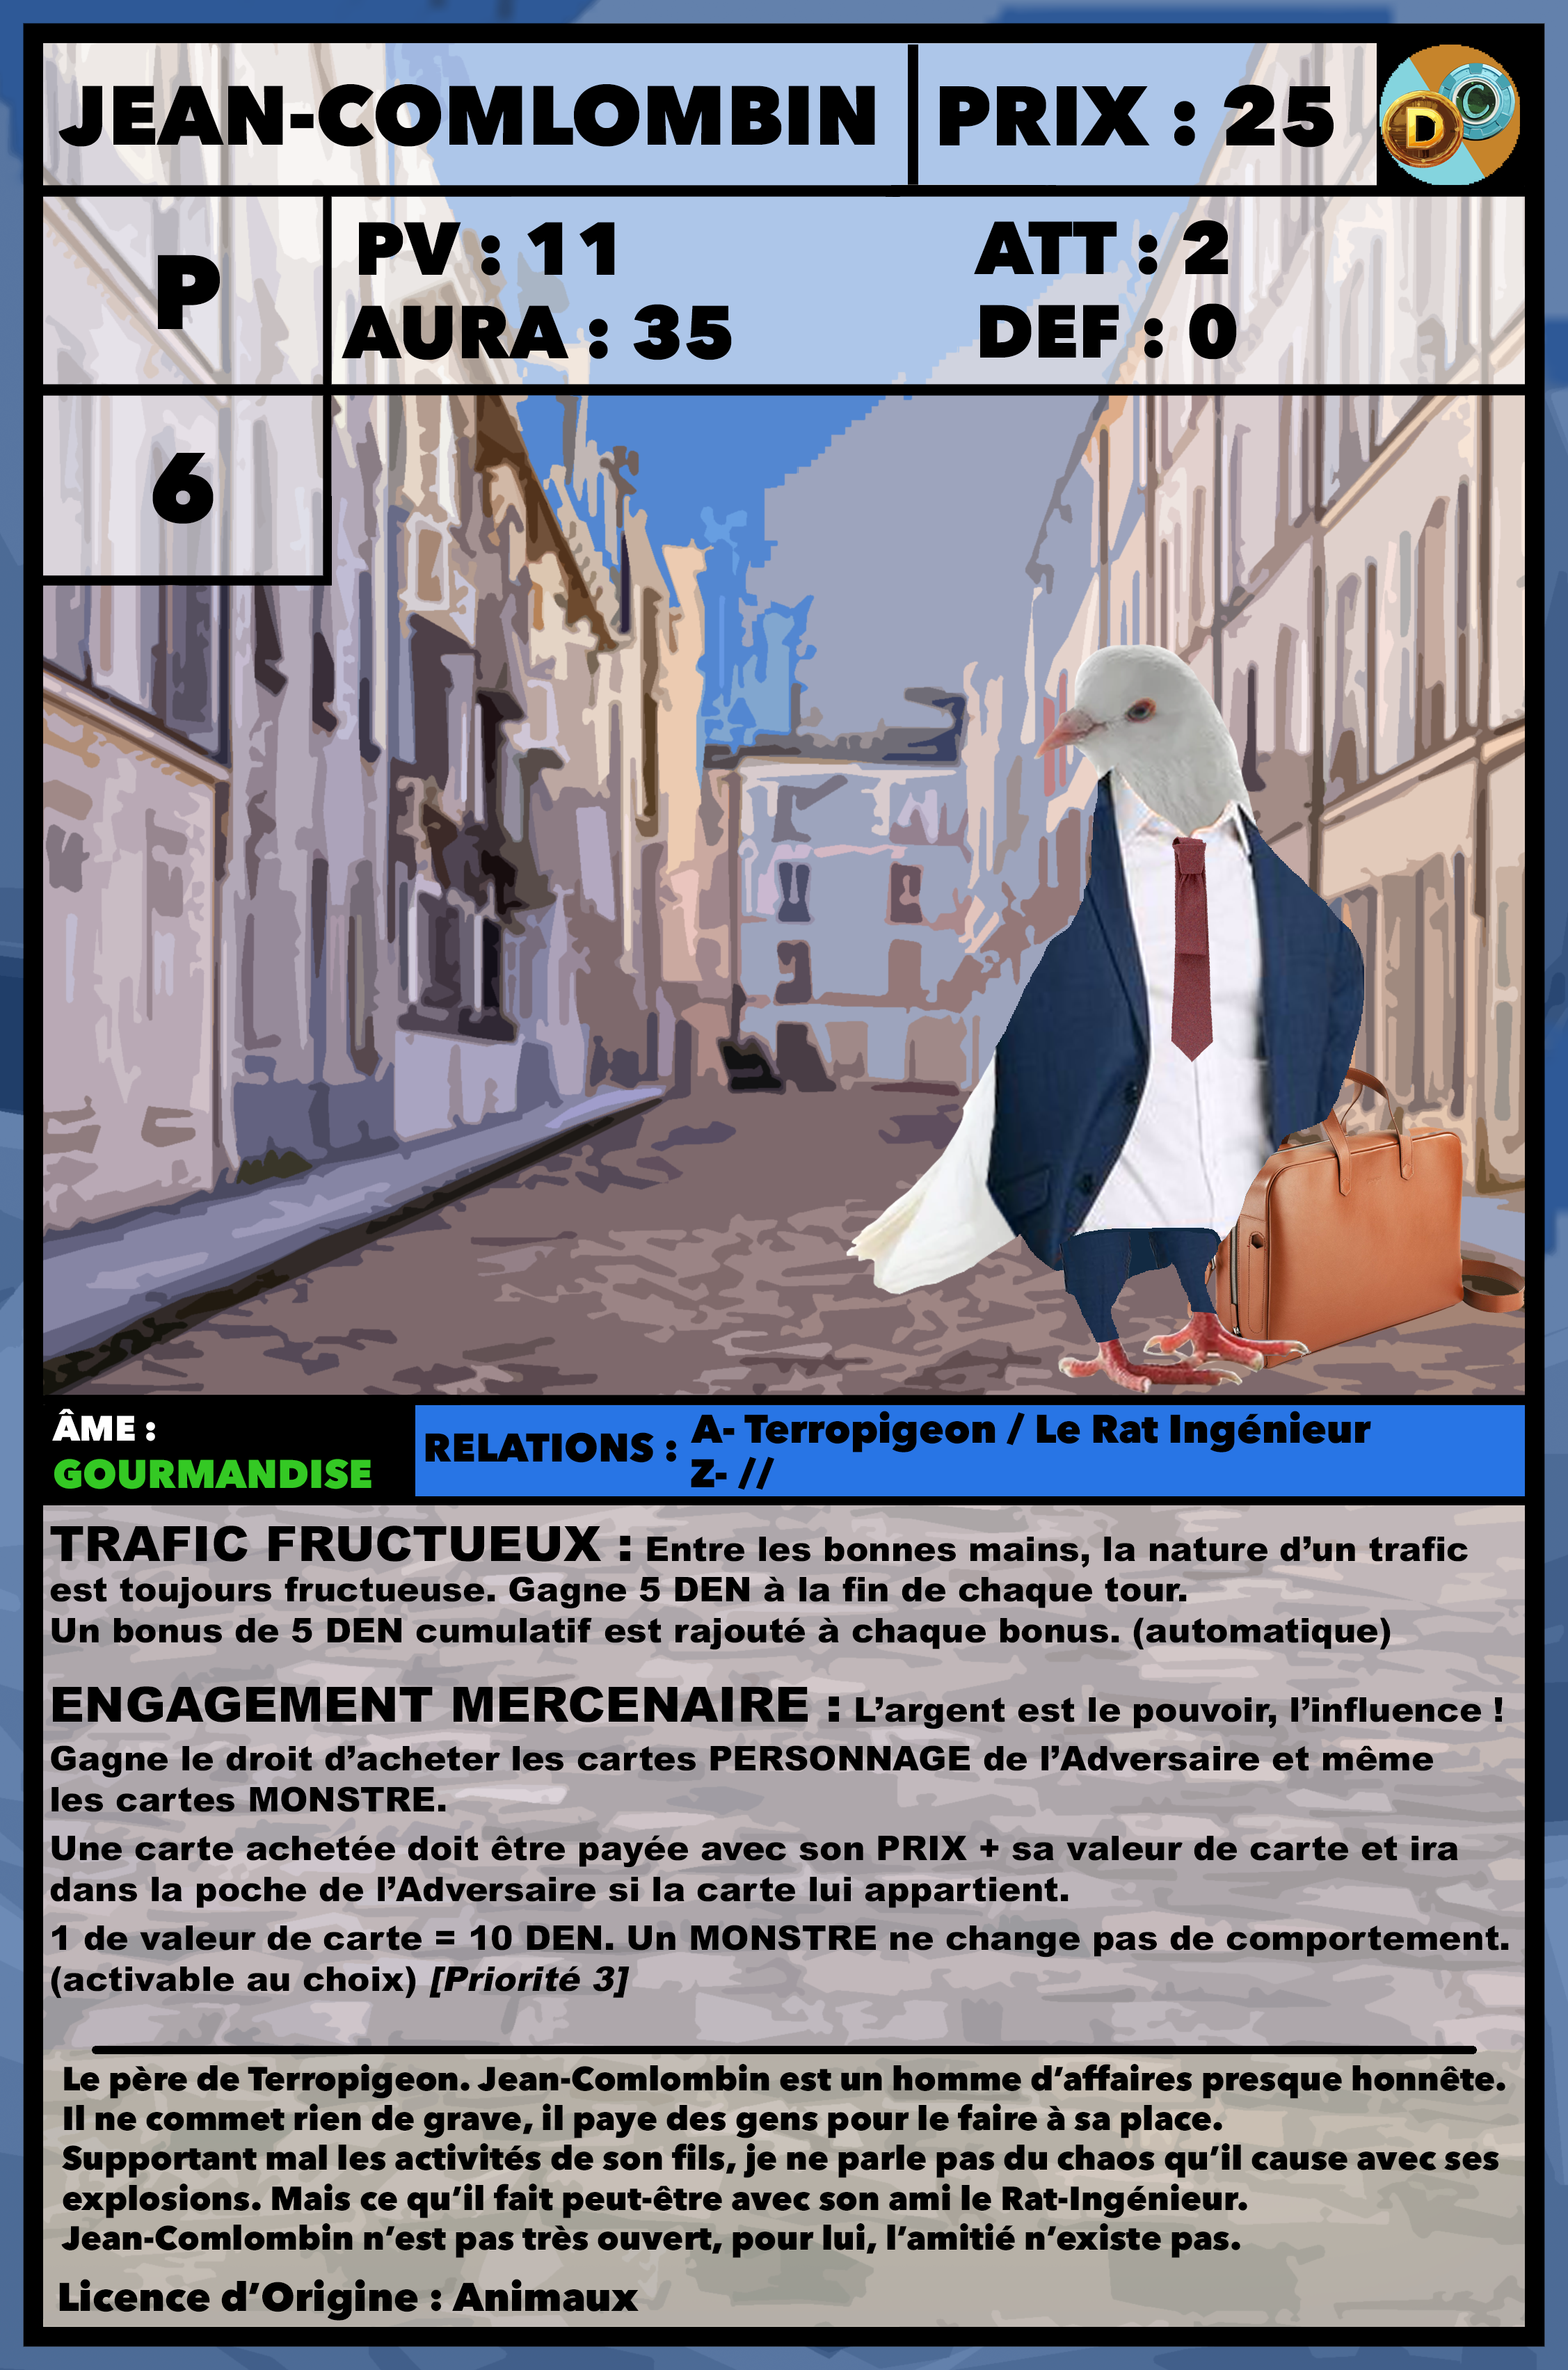 JEAN-COMLOMBIN
PRIX : 25
D
C
P
PV : 11
ATT : 2
AURA : 35
DEF : 0
6
ÂME :
GOURMANDISE
RELATIONS :
A- Terropigeon / Le Rat Ingénieur
Z- //
TRAFIC FRUCTUEUX : Entre les bonnes mains, la nature d’un trafic
est toujours fructueuse. Gagne 5 DEN à la fin de chaque tour.
Un bonus de 5 DEN cumulatif est rajouté à chaque bonus. (automatique)
ENGAGEMENT MERCENAIRE : L’argent est le pouvoir, l’influence !
Gagne le droit d’acheter les cartes PERSONNAGE de l’Adversaire et même
les cartes MONSTRE.
Une carte achetée doit être payée avec son PRIX + sa valeur de carte et ira
dans la poche de l’Adversaire si la carte lui appartient.
1 de valeur de carte = 10 DEN. Un MONSTRE ne change pas de comportement.
(activable au choix) [Priorité 3]
Le père de Terropigeon. Jean-Comlombin est un homme d’affaires presque honnête.
Il ne commet rien de grave, il paye des gens pour le faire à sa place.
Supportant mal les activités de son fils, je ne parle pas du chaos qu’il cause avec ses
explosions. Mais ce qu’il fait peut-être avec son ami le Rat-Ingénieur.
Jean-Comlombin n’est pas très ouvert, pour lui, l’amitié n’existe pas.
Licence d’Origine : Animaux